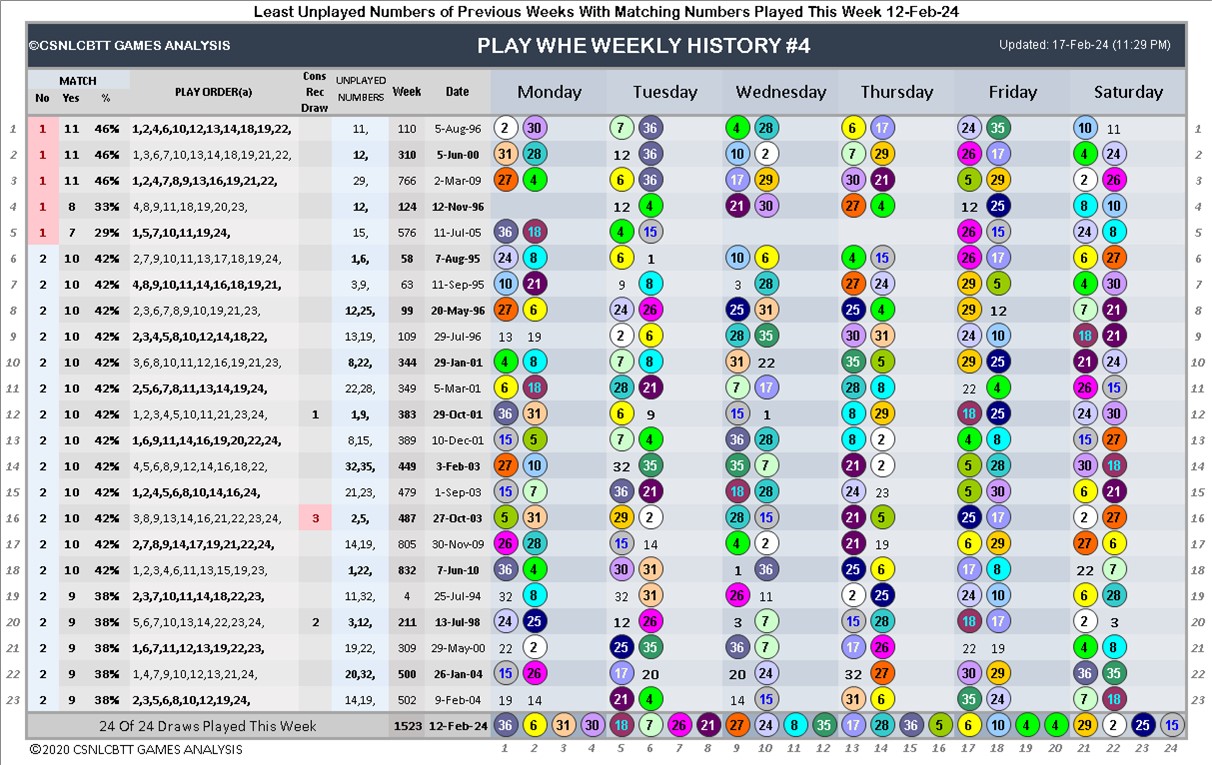 Least Unplayed Numbers of Previous Weeks With Matching Numbers Played This Week 12-Feb-24
©CSNLCBTT GAMES ANALYSIS PLAY WHE WEEKLY HISTORY #4 Updated: 17-Feb-24 (11:29 PM)
MATCH No Yes % PLAY ORDER(a) Cons Rec Draw UNPLAYED NUMBERS Week Date Monday Tuesday Wednesday Thursday Friday Saturday
1 1 11 46% 1,2,4,6,10,12,13,14,18,19,22, 11, 110 5-Aug-96 2 30 7 36 4 28 6 17 24 35 10 11 1
2 1 11 46% 1,3,6,7,10,13,14,18,19,21,22, 12, 310 5-Jun-00 31 28 12 36 10 2 7 29 26 17 4 24 2
3 1 11 46% 1,2,4,7,8,9,13,16,19,21,22, 29, 765 2-Mar-09 27 4 6 36 17 29 30 21 5 29 2 26 3
4 1 8 33% 4,8,9,11,18,19,20,23, 12, 124 12-Nov-96 12 4 21 30 27 4 12 25 8 10 4
5 1 7 29% 1,5,7,10,11,19,24, 15, 576 11-Jul-05 36 18 4 15 26 15 24 8 5
6 2 10 42% 2,7,9,10,11,13,17,18,19,24, 1,6, 58 7-Aug-95 24 8 6 1 10 6 4 15 26 17 6 27 6
7 2 10 42% 4,8,9,10,11,14,16,18,19,21, 3,9, 63 11-Sep-95 10 21 9 8 3 28 27 24 29 5 4 30 7
8 2 10 42% 2,3,6,7,8,9,10,19,21,23, 12,25, 99 20-May-96 27 6 24 26 25 31 25 4 29 12 7 21 8
9 2 10 42% 2,3,4,5,8,10,12,14,18,22, 13,19, 109 29-Jul-96 13 19 2 6 28 35 30 31 24 10 18 21 9
10 2 10 42% 3,6,8,10,11,12,16,19,21,23, 8,22, 344 29-Jan-01 4 8 7 8 31 22 35 5 29 25 21 24 10
11 2 10 42% 2,5,6,7,8,11,13,14,19,24, 22,28, 349 5-Mar-01 6 18 28 21 7 17 28 8 22 4 26 15 11
12 2 10 42% 1,2,3,4,5,10,11,21,23,24, 1 1,9, 383 29-Oct-01 36 31 6 9 15 1 8 29 18 25 24 30 12
13 2 10 42% 1,6,9,11,14,16,19,20,22,24, 8,15, 389 10-Dec-01 15 5 7 4 36 28 8 2 4 8 15 27 13
14 2 10 42% 4,5,6,8,9,12,14,16,18,22, 32,35, 449 3-Feb-03 27 10 32 35 35 7 21 2 5 28 30 18 14
15 2 10 42% 1,2,4,5,6,8,10,14,16,24, 21,23, 479 1-Sep-03 15 7 36 21 18 28 24 23 5 30 6 21 15
16 2 10 42% 3,8,9,13,14,16,21,22,23,24, 3 2,5, 487 27-Oct-03 5 31 29 2 28 15 21 5 25 17 2 27 16
17 2 10 42% 2,7,8,9,14,17,19,21,22,24, 14,19, 805 30-Nov-09 26 28 15 14 4 2 21 19 6 29 27 6 17
18 2 10 42% 1,2,3,4,6,11,13,15,19,23, 1,22, 832 7-Jun-10 36 4 30 31 1 36 25 6 17 8 22 7 18
19 2 9 38% 2,3,7,10,11,14,18,22,23, 11,32, 4 25-Jul-94 32 8 32 31 26 11 2 25 24 10 6 28 19
20 2 9 38% 5,6,7,10,13,14,22,23,24, 2 3,12, 211 13-Jul-98 24 25 12 26 3 7 15 28 18 17 2 3 20
21 2 9 38% 1,6,7,11,12,13,19,22,23, 19,22, 309 29-May-00 22 2 25 35 36 7 17 26 22 19 4 8 21
22 2 9 38% 1,4,7,9,10,12,13,21,24, 20,32, 500 26-Jan-04 15 26 17 20 20 24 32 27 30 29 36 35 22
23 2 9 38% 2,3,5,6,8,10,12,19,24, 14,19, 502 9-Feb-04 19 14 21 4 14 15 31 6 35 24 7 18 23
24 Of 24 Draws Played This Week 1523 12-Feb-24 36 6 31 30 18 7 26 21 27 24 8 35 17 28 36 5 6 10 4 4 29 2 25 15
©2020 CSNLCBTT GAMES ANALYSIS 1 2 3 4 5 6 7 8 9 10 11 12 13 14 15 16 17 18 19 20 21 22 23 24